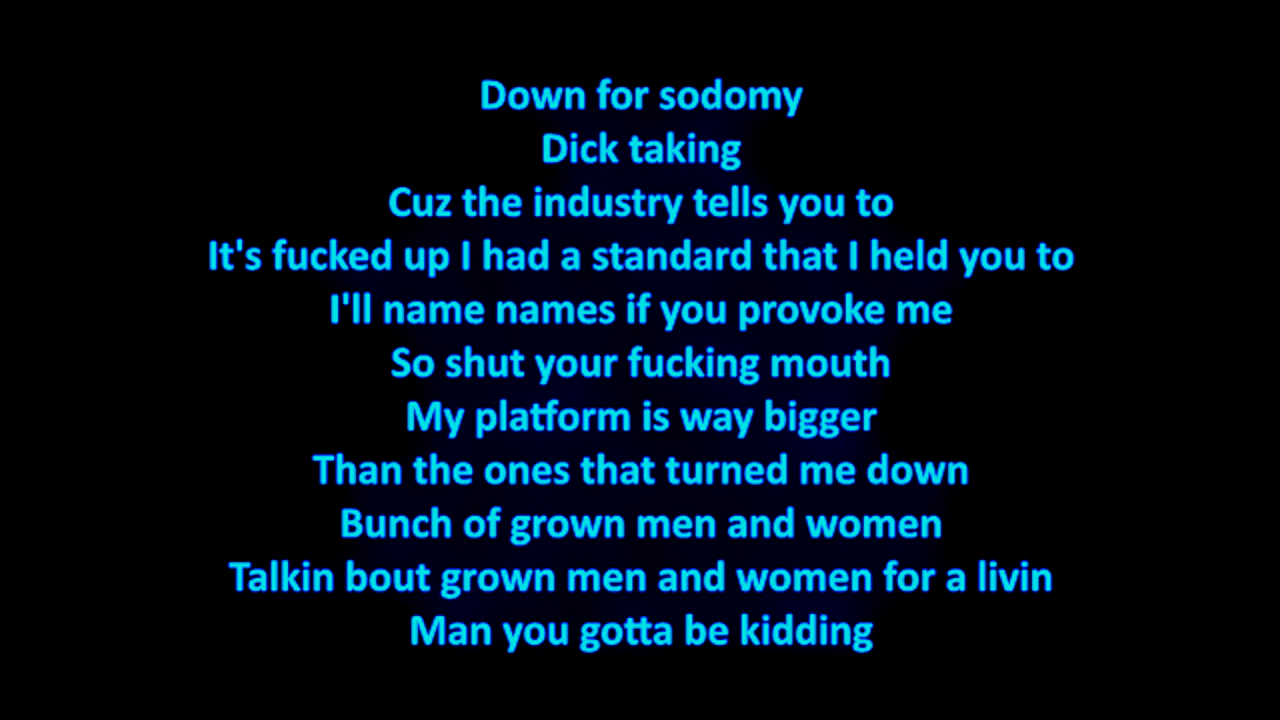 Down for sodomy
Dick taking
Cuz the industry tells you to
It's fucked up I had a standard that I held you to
I'll name names if you provoke me
So shut your fucking mouth
My platform is way bigger
Than the ones that turned me down
Bunch of grown men and women
Talkin bout grown men and women for a livin
Man you gotta be kidding